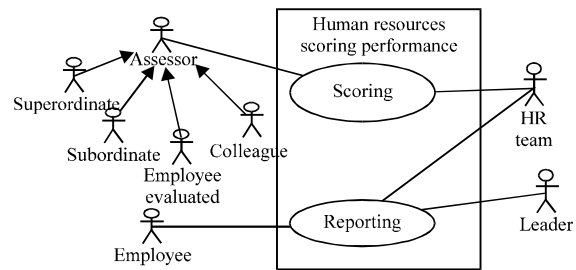 Human resources
scoring performance
Assessor
Superordinate
Scoring
Subordinate
Colleague
HR
team
Employee
evaluated
Reporting
Leader
Employee